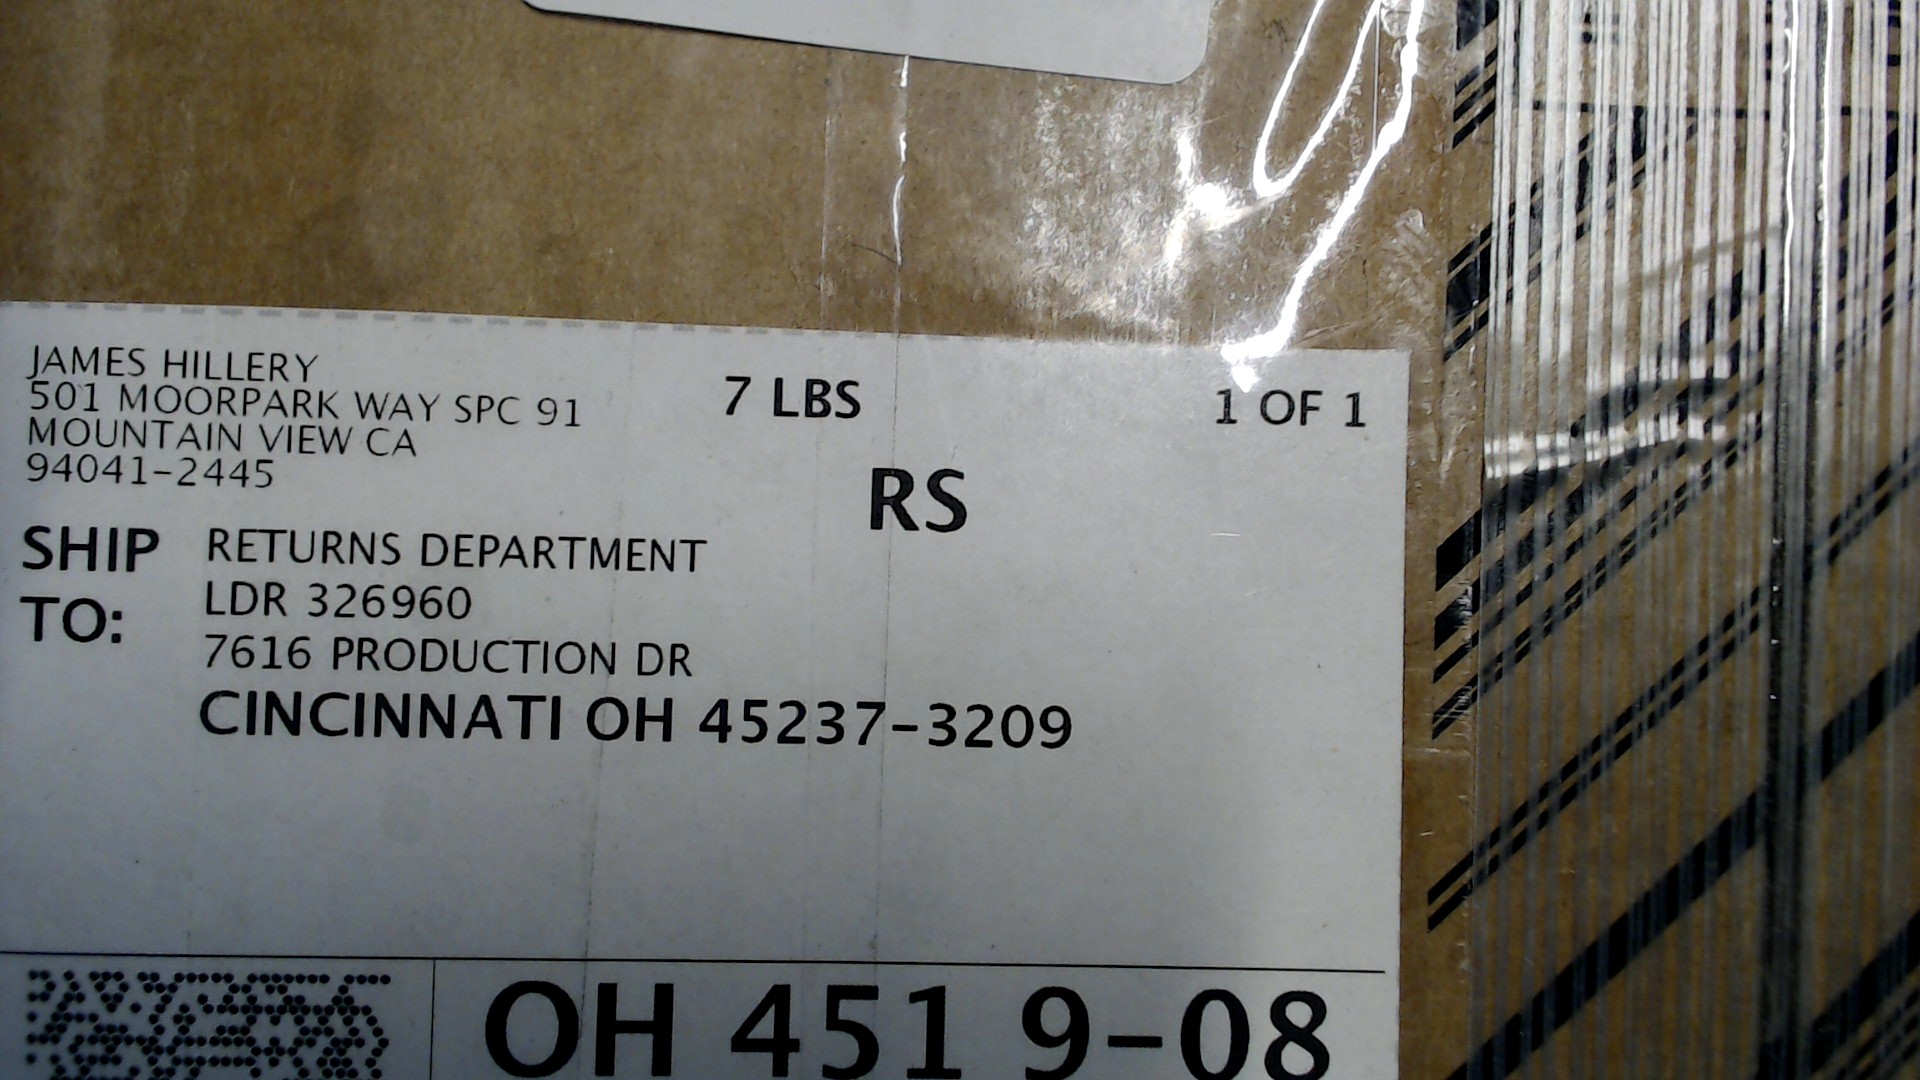 JAMES HILLERY
501 MOORPARK WAY SPC 91
MOUNTAIN VIEW CA
94041-2445
7 LBS
1 OF 1
RS
SHIP TO:
RETURNS DEPARTMENT
LDR 326960
7616 PRODUCTION DR
CINCINNATI OH 45237-3209
OH 451 9-08